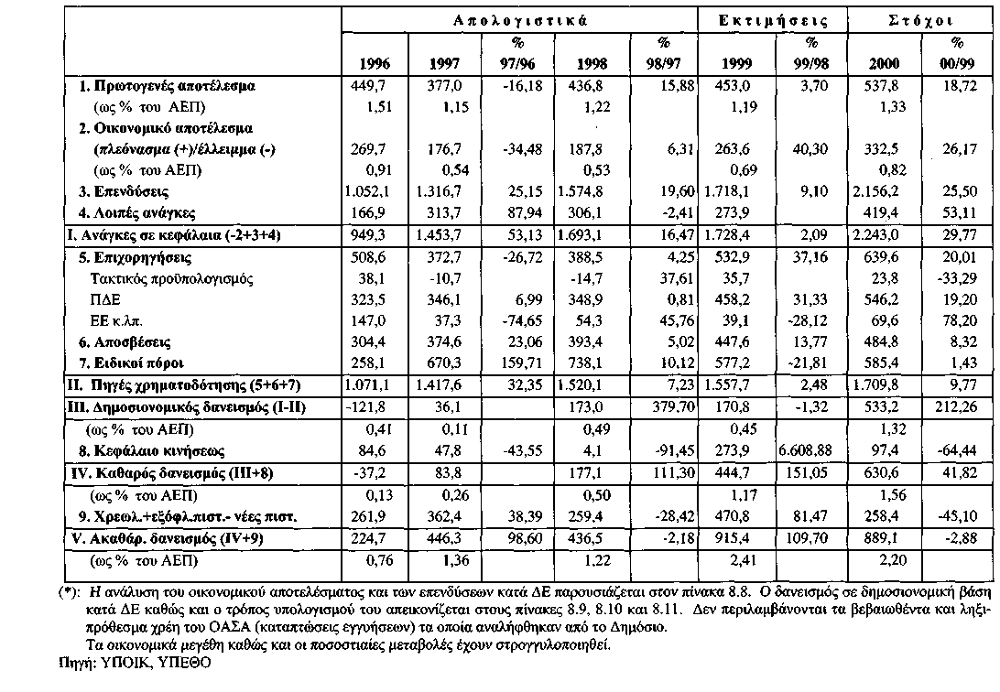 Απολογιστικά Εκτιμήσεις Στόχοι
% % % %
1996 1997 97/96 1998 98/97 1999 99/98 2000 00/99
1. Πρωτογενές αποτέλεσμα 449,7 377,0 -16,18 436,8 15,88 453,0 3,70 537,8 18,72
(ως % του ΑΕΠ) 1,51 1,15 1,22 1,19 1,33
2. Οικονομικό αποτέλεσμα
(πλεόνασμα (+)/έλλειμμα (-) 269,7 176,7 -34,48 187,8 6,31 263,6 40,30 332,5 26,17
(ως % του ΑΕΠ) 0,91 0,54 0,53 0,69 0,82
3. Επενδύσεις 1.052,1 1.316,7 25,15 1.574,8 19,60 1.718,1 9,10 2.156,2 25,50
4. Λοιπές ανάγκες 166,9 313,7 87,94 306,1 -2,41 273,9 419,4 53,11
Ι. Ανάγκες σε κεφάλαια (-2+3+4) 949,3 1.453,7 53,13 1.693,1 16,47 1.728,4 2,09 2.243,0 29,77
5. Επιχορηγήσεις 508,6 372,7 -26,72 388,5 4,25 532,9 37,16 639,6 20,01
Τακτικός προϋπολογισμός 38,1 -10,7 -14,7 37,61 35,7 23,8 -33,29
ΠΔΕ 323,5 346,1 6,99 348,9 0,81 458,2 31,33 546,2 19,20
ΕΕ κ.λπ. 147,0 37,3 -74,65 54,3 45,76 39,1 -28,12 69,6 78,20
6. Αποσβέσεις 304,4 374,6 23,06 393,4 5,02 447,6 13,77 484,8 8,32
7. Ειδικοί πόροι 258,1 670,3 159,71 738,1 10,12 577,2 -21,81 585,4 1,43
ΙΙ. Πηγές χρηματοδότησης (5+6+7) 1.071,1 1.417,6 32,35 1.520,1 7,23 1.557,7 2,48 1.709,8 9,77
ΙΙΙ. Δημοσιονομικός δανεισμός (Ι-ΙΙ) -121,8 36,1 173,0 379,70 170,8 -1,32 533,2 212,26
(ως % του ΑΕΠ) 0,41 0,11 0,49 0,45 1,32
8. Κεφάλαιο κινήσεως 84,6 47,8 -43,55 4,1 -91,45 273,9 6.608,88 97,4 -64,44
IV. Καθαρός δανεισμός (ΙΙΙ+8) -37,2 83,8 177,1 111,30 444,7 151,05 630,6 41,82
(ως % του ΑΕΠ) 0,13 0,26 0,50 1,17 1,56
9. Χρεωλ.+εξόφλ.πιστ.- νέες πιστ. 261,9 362,4 38,39 259,4 -28,42 470,8 81,47 258,4 -45,10
V. Ακαθάρ. δανεισμός (IV+9) 224,7 446,3 98,60 436,5 -2,18 915,4 109,70 889,1 -2,88
(ως % του ΑΕΠ) 0,76 1,36 1,22 2,41 2,20
(*): Η ανάλυση του οικονομικού αποτελέσματος και των επενδύσεων κατά ΔΕ παρουσιάζεται στον πίνακα 8.8. Ο δανεισμός σε δημοσιονομική βάση
κατά ΔΕ καθώς και ο τρόπος υπολογισμού του απεικονίζεται στους πίνακες 8.9, 8.10 και 8.11. Δεν περιλαμβάνονται τα βεβαιωθέντα και ληξι-
πρόθεσμα χρέη του ΟΑΣΑ (καταπτώσεις εγγυήσεων) τα οποία αναλήφθηκαν από το Δημόσιο.
Τα οικονομικά μεγέθη καθώς και οι ποσοστιαίες μεταβολές έχουν στρογγυλοποιηθεί.
Πηγή: ΥΠΟΙΚ, ΥΠΕΘΟ